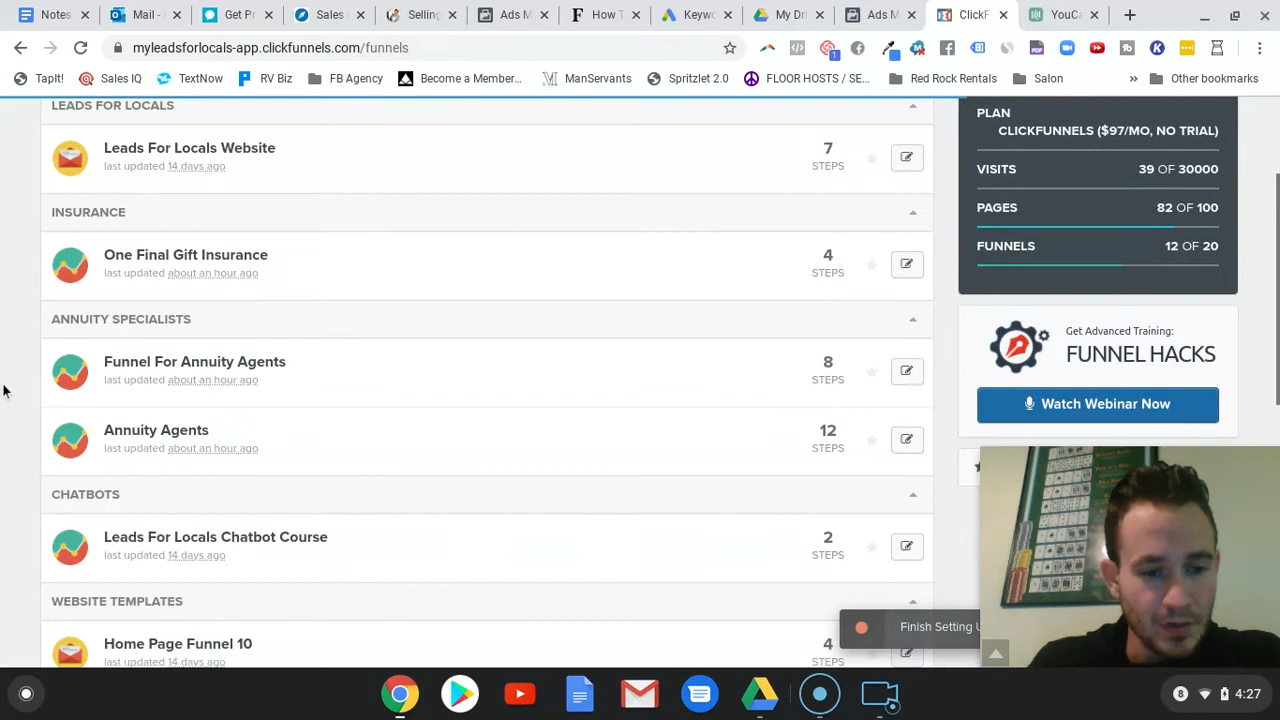 Notes
Mail -
Get Pr
Sales
Selling
Ads M
How T
Keywo
My Dri
Ads M
ClickF
YouCa
myleadsforlocals-app.clickfunnels.com/funnels
TapIt!
Sales IQ
TextNow
RV Biz
FB Agency
Become a Member...
ManServants
Spritzlet 2.0
FLOOR HOSTS / SE...
Red Rock Rentals
Salon
»
Other bookmarks
LEADS FOR LOCALS
Leads For Locals Website
last updated 14 days ago
7
STEPS
INSURANCE
One Final Gift Insurance
last updated about an hour ago
4
STEPS
ANNUITY SPECIALISTS
Funnel For Annuity Agents
last updated about an hour ago
8
STEPS
Annuity Agents
last updated about an hour ago
12
STEPS
CHATBOTS
Leads For Locals Chatbot Course
last updated 14 days ago
2
STEPS
WEBSITE TEMPLATES
Home Page Funnel 10
last updated 14 days ago
4
STEPS
PLAN
CLICKFUNNELS ($97/MO, NO TRIAL)
VISITS 39 OF 30000
PAGES 82 OF 100
FUNNELS 12 OF 20
Get Advanced Training:
FUNNEL HACKS
Watch Webinar Now
Finish Setting U
8
4:27